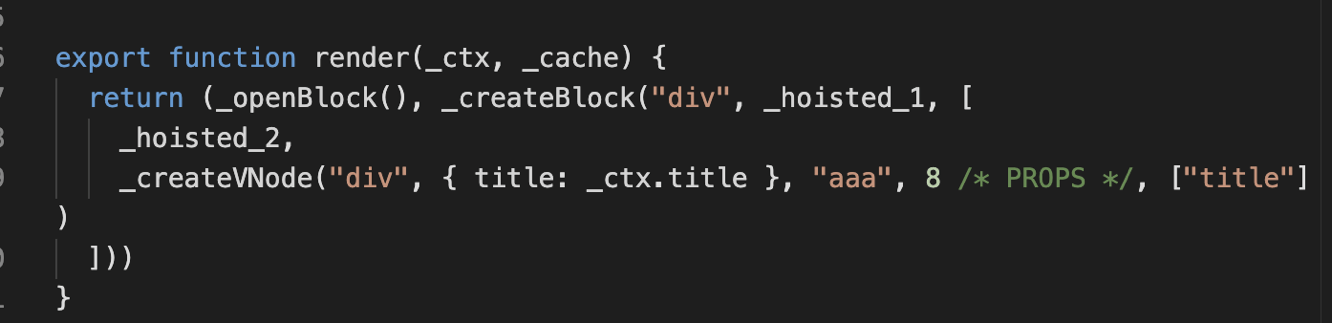 export function render(_ctx, _cache) {
  return (_openBlock(), _createBlock("div", _hoisted_1, [
    _hoisted_2,
    _createVNode("div", { title: _ctx.title }, "aaa", 8 /* PROPS */, ["title"]
)
  ]))
}